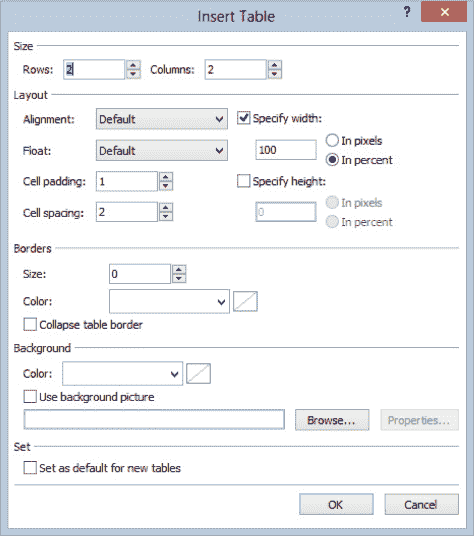 Insert Table ?
Size
Rows: 2 Columns: 2
Layout
Alignment: Default Specify width:
Float: Default 100 In pixels
In percent
Cell padding: 1 Specify height:
Cell spacing: 2 0 In pixels
In percent
Borders
Size: 0
Color:
Collapse table border
Background
Color:
Use background picture
Browse... Properties...
Set
Set as default for new tables
OK Cancel